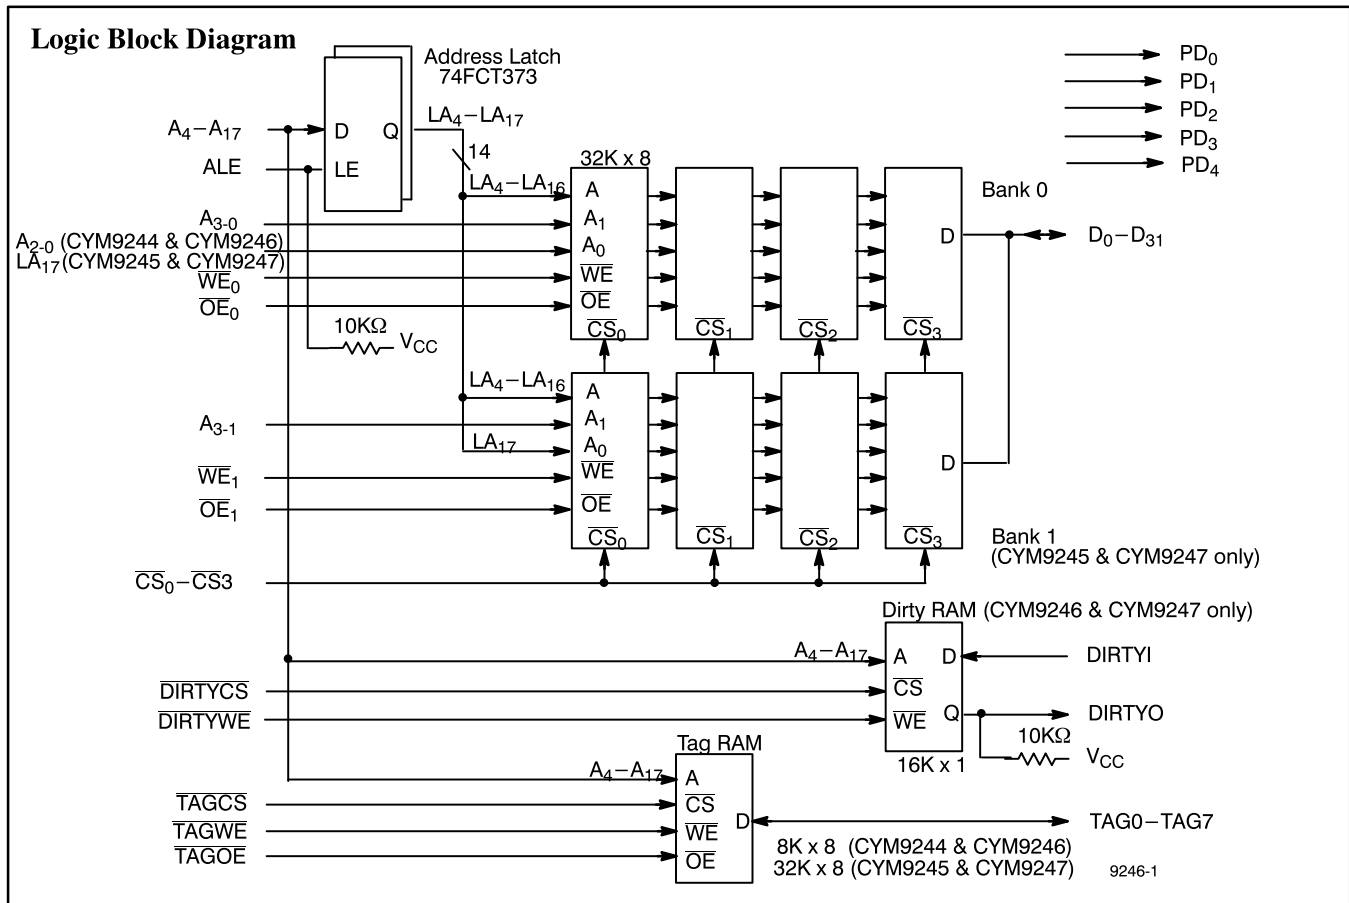 Logic Block Diagram
Address Latch
74FCT373
PD0
PD1
PD2
PD3
PD4
A4–A17
D
Q
LA4–LA17
14
ALE
LE
32K x 8
LA4–LA16
A
Bank 0
A3-0
A1
A2-0 (CYM9244 & CYM9246)
A0
D
D0–D31
LA17 (CYM9245 & CYM9247)
WE0
WE
OE0
OE
10KΩ
VCC
CS0
CS1
CS2
CS3
LA4–LA16
A
A3-1
A1
LA17
A0
D
WE1
WE
OE1
OE
CS0
CS1
CS2
CS3
Bank 1
(CYM9245 & CYM9247 only)
CS0–CS3
Dirty RAM (CYM9246 & CYM9247 only)
A4–A17
A
D
DIRTYI
DIRTYCS
CS
DIRTYWE
WE
Q
DIRTYO
10KΩ
VCC
16K x 1
Tag RAM
A4–A17
A
TAGCS
CS
TAGWE
WE
D
TAG0–TAG7
TAGOE
OE
8K x 8 (CYM9244 & CYM9246)
32K x 8 (CYM9245 & CYM9247)
9246-1